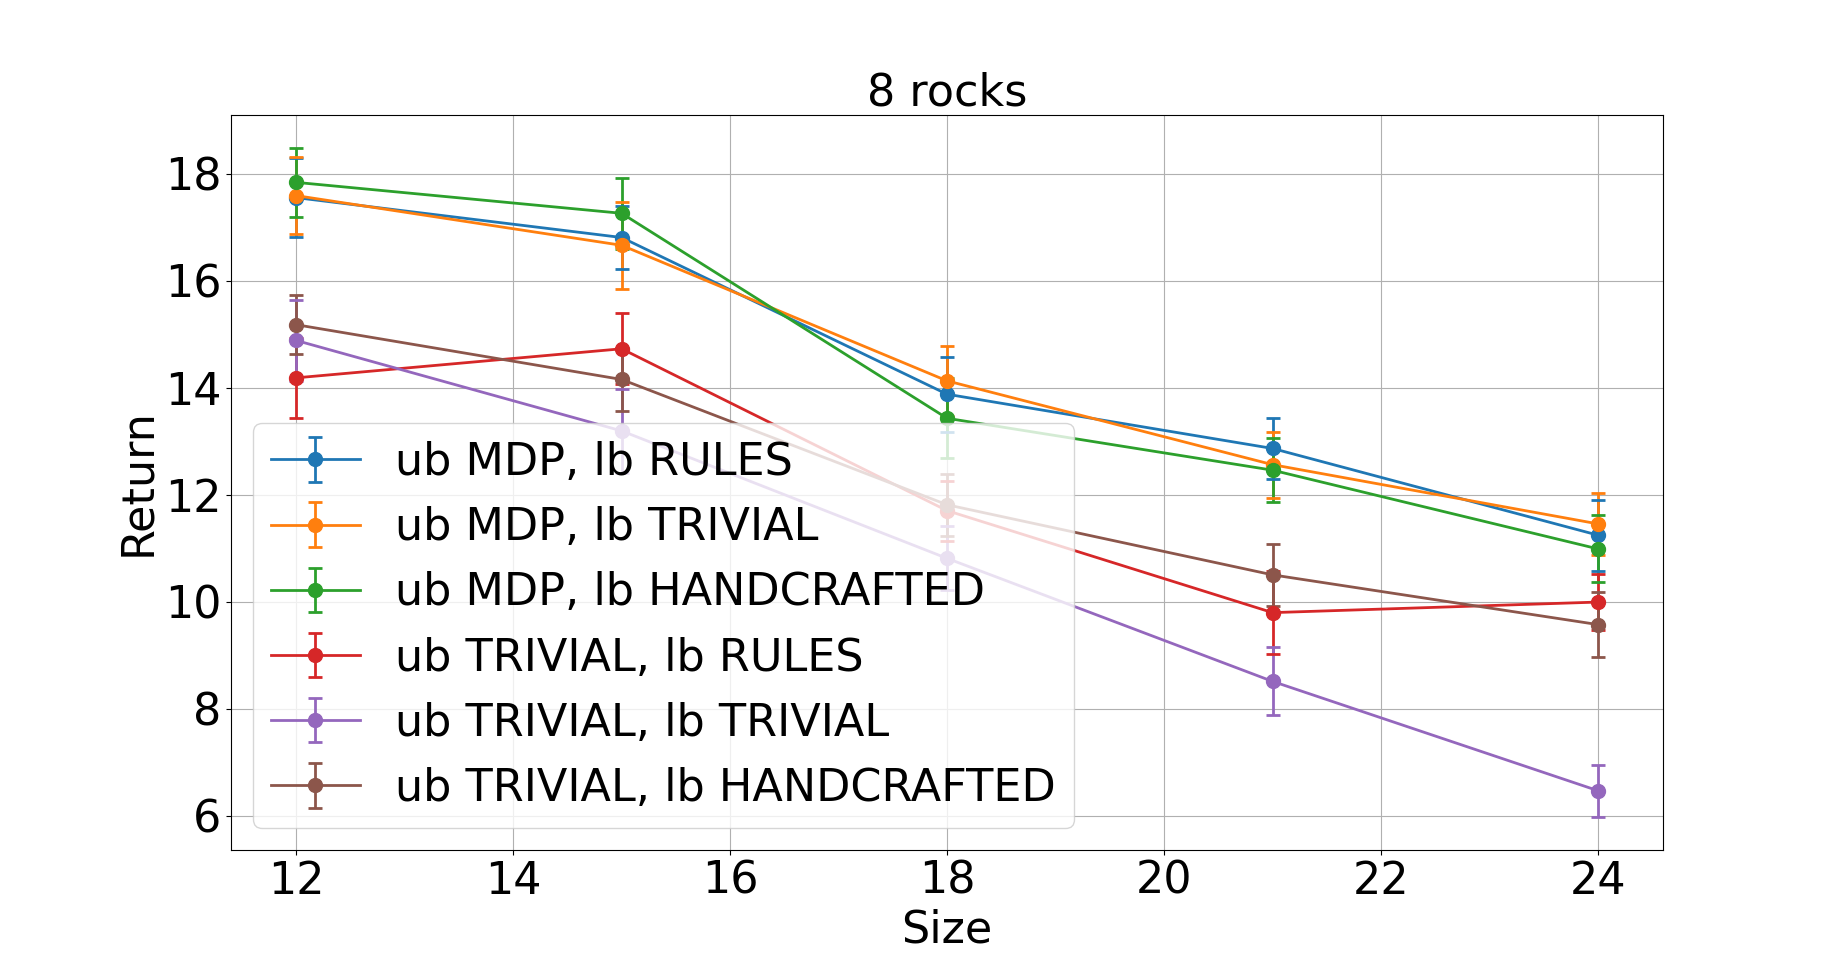 8 rocks
Return
18
16
14
12
10
8
6
ub MDP, lb RULES
ub MDP, lb TRIVIAL
ub MDP, lb HANDCRAFTED
ub TRIVIAL, lb RULES
ub TRIVIAL, lb TRIVIAL
ub TRIVIAL, lb HANDCRAFTED
12 14 16 18 20 22 24
Size